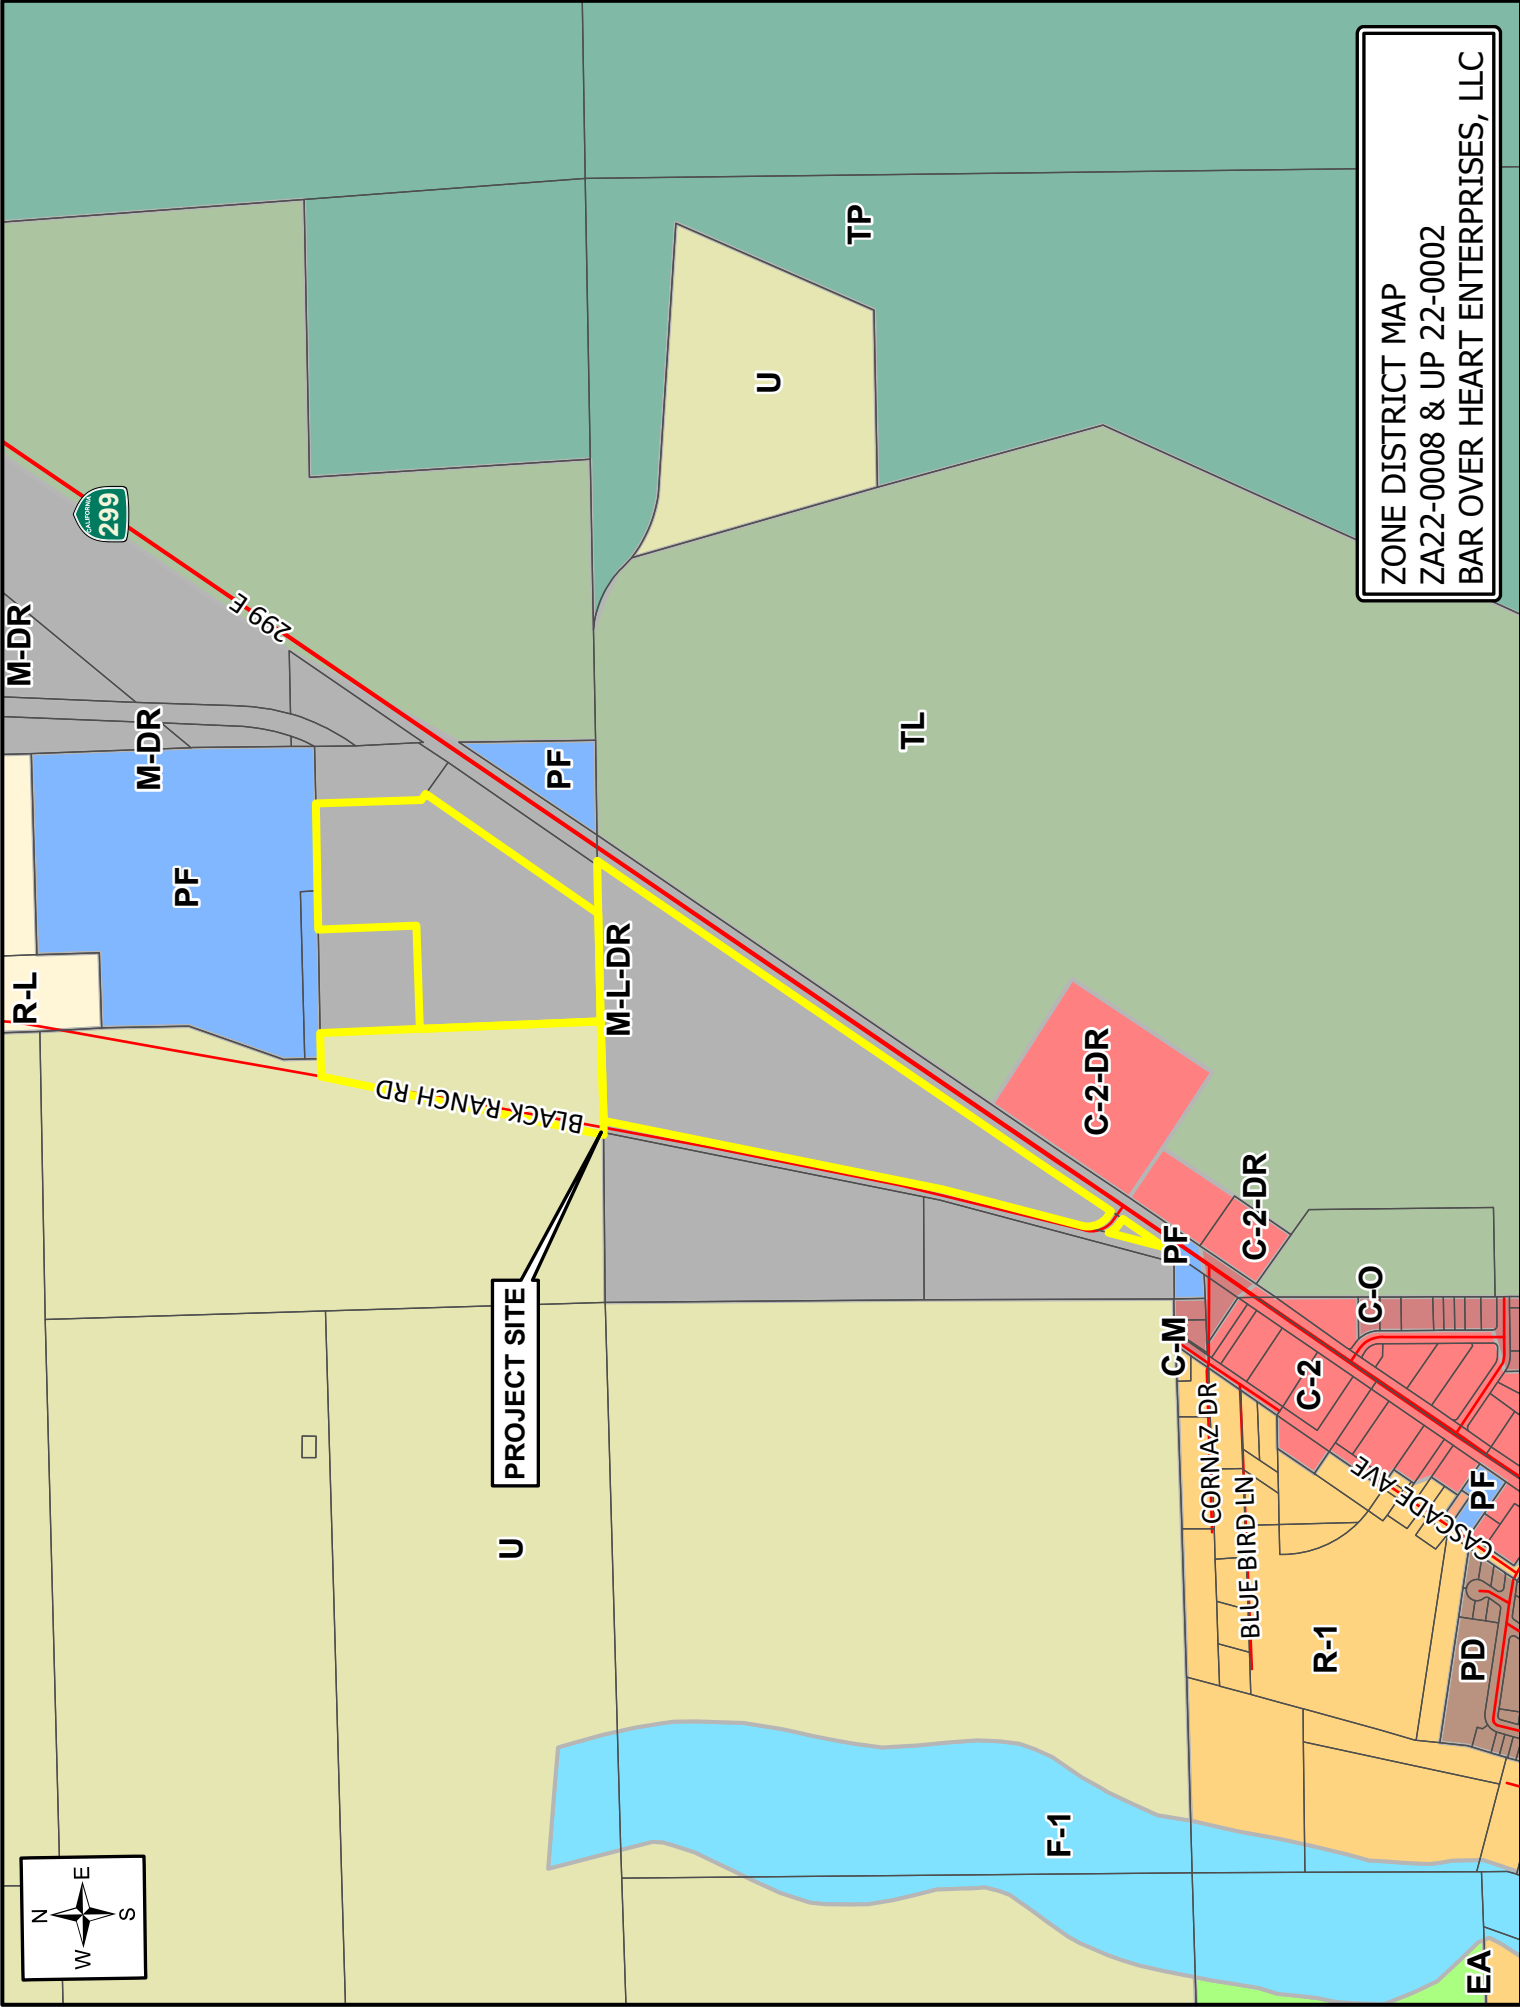 N
W
E
S
ZONE DISTRICT MAP
ZA22-0008 & UP 22-0002
BAR OVER HEART ENTERPRISES, LLC
PROJECT SITE
CALIFORNIA
299
299 E
BLACK RANCH RD
CORNAZ DR
BLUE BIRD LN
CASCADE AVE
R-L
PF
M-DR
M-DR
PF
M-L-DR
U
TP
TL
U
F-1
C-2-DR
C-2-DR
PF
C-M
C-O
C-2
R-1
PF
PD
EA